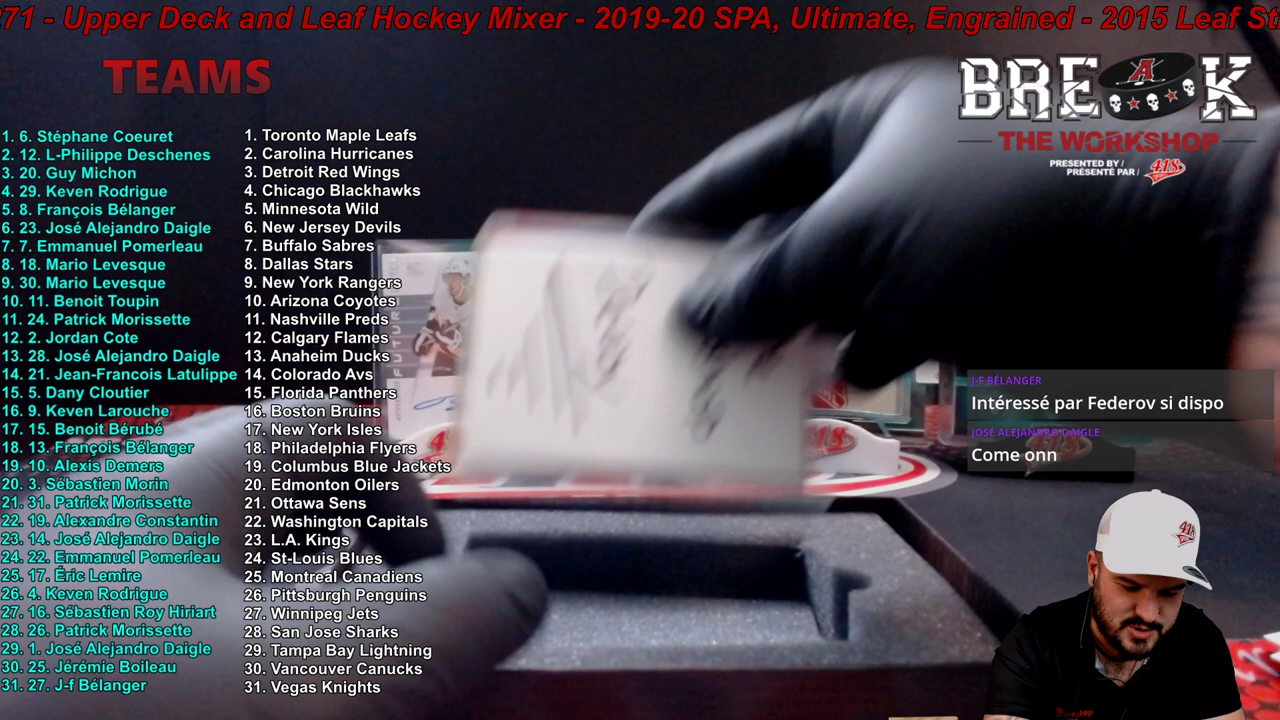 371 - Upper Deck and Leaf Hockey Mixer - 2019-20 SPA, Ultimate, Engrained - 2015 Leaf
TEAMS
1. 6. Stéphane Coeuret
2. 12. L-Philippe Deschenes
3. 20. Guy Michon
4. 29. Keven Rodrigue
5. 8. François Bélanger
6. 23. José Alejandro Daigle
7. 7. Emmanuel Pomerleau
8. 18. Mario Levesque
9. 30. Mario Levesque
10. 11. Benoit Toupin
11. 24. Patrick Morissette
12. 2. Jordan Cote
13. 28. José Alejandro Daigle
14. 21. Jean-Francois Latulippe
15. 5. Dany Cloutier
16. 9. Keven Larouche
17. 15. Benoit Bérubé
18. 13. François Bélanger
19. 10. Alexis Demers
20. 3. Sébastien Morin
21. 31. Patrick Morissette
22. 19. Alexandre Constantin
23. 14. José Alejandro Daigle
24. 22. Emmanuel Pomerleau
25. 17. Éric Lemire
26. 4. Keven Rodrigue
27. 16. Sébastien Roy Hiriart
28. 26. Patrick Morissette
29. 1. José Alejandro Daigle
30. 25. Jérémie Boileau
31. 27. J-f Bélanger
1. Toronto Maple Leafs
2. Carolina Hurricanes
3. Detroit Red Wings
4. Chicago Blackhawks
5. Minnesota Wild
6. New Jersey Devils
7. Buffalo Sabres
8. Dallas Stars
9. New York Rangers
10. Arizona Coyotes
11. Nashville Preds
12. Calgary Flames
13. Anaheim Ducks
14. Colorado Avs
15. Florida Panthers
16. Boston Bruins
17. New York Isles
18. Philadelphia Flyers
19. Columbus Blue Jackets
20. Edmonton Oilers
21. Ottawa Sens
22. Washington Capitals
23. L.A. Kings
24. St-Louis Blues
25. Montreal Canadiens
26. Pittsburgh Penguins
27. Winnipeg Jets
28. San Jose Sharks
29. Tampa Bay Lightning
30. Vancouver Canucks
31. Vegas Knights
FUTURE
BREAK
THE WORKSHOP
PRESENTED BY /
PRÉSENTÉ PAR / 418
J-F BÉLANGER
Intéressé par Federov si dispo
JOSÉ ALEJANDRO DAIGLE
Come onn
418